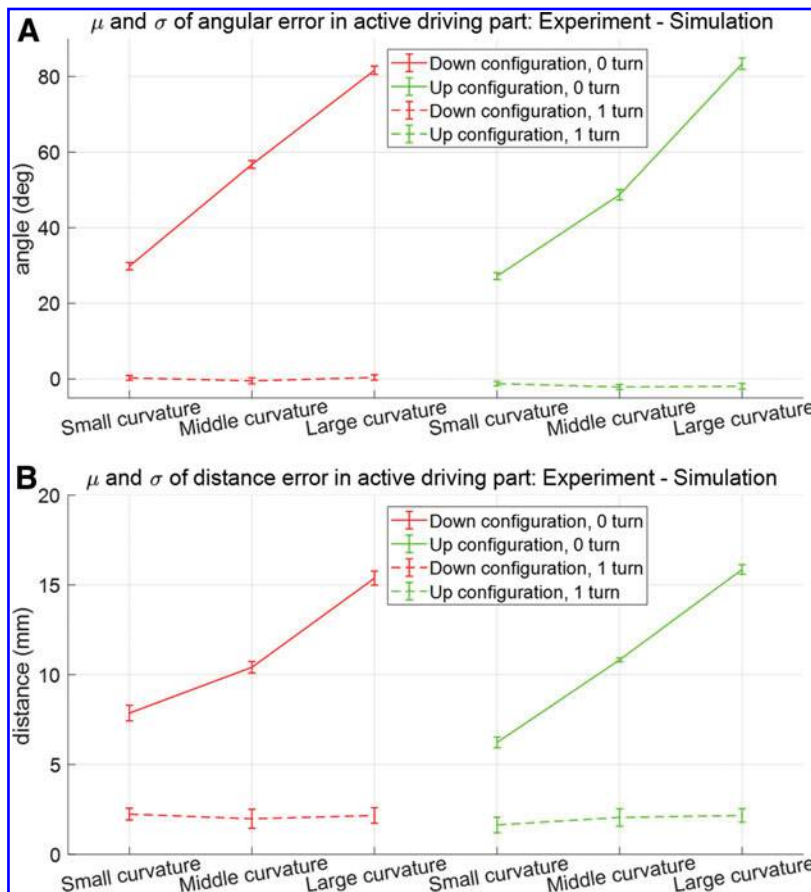 A
μ and σ of angular error in active driving part: Experiment - Simulation
Down configuration, 0 turn
Up configuration, 0 turn
Down configuration, 1 turn
Up configuration, 1 turn
angle (deg)
80
60
40
20
0
Small curvature Middle curvature Large curvature Small curvature Middle curvature Large curvature
B
μ and σ of distance error in active driving part: Experiment - Simulation
Down configuration, 0 turn
Up configuration, 0 turn
Down configuration, 1 turn
Up configuration, 1 turn
distance (mm)
20
15
10
5
0
Small curvature Middle curvature Large curvature Small curvature Middle curvature Large curvature